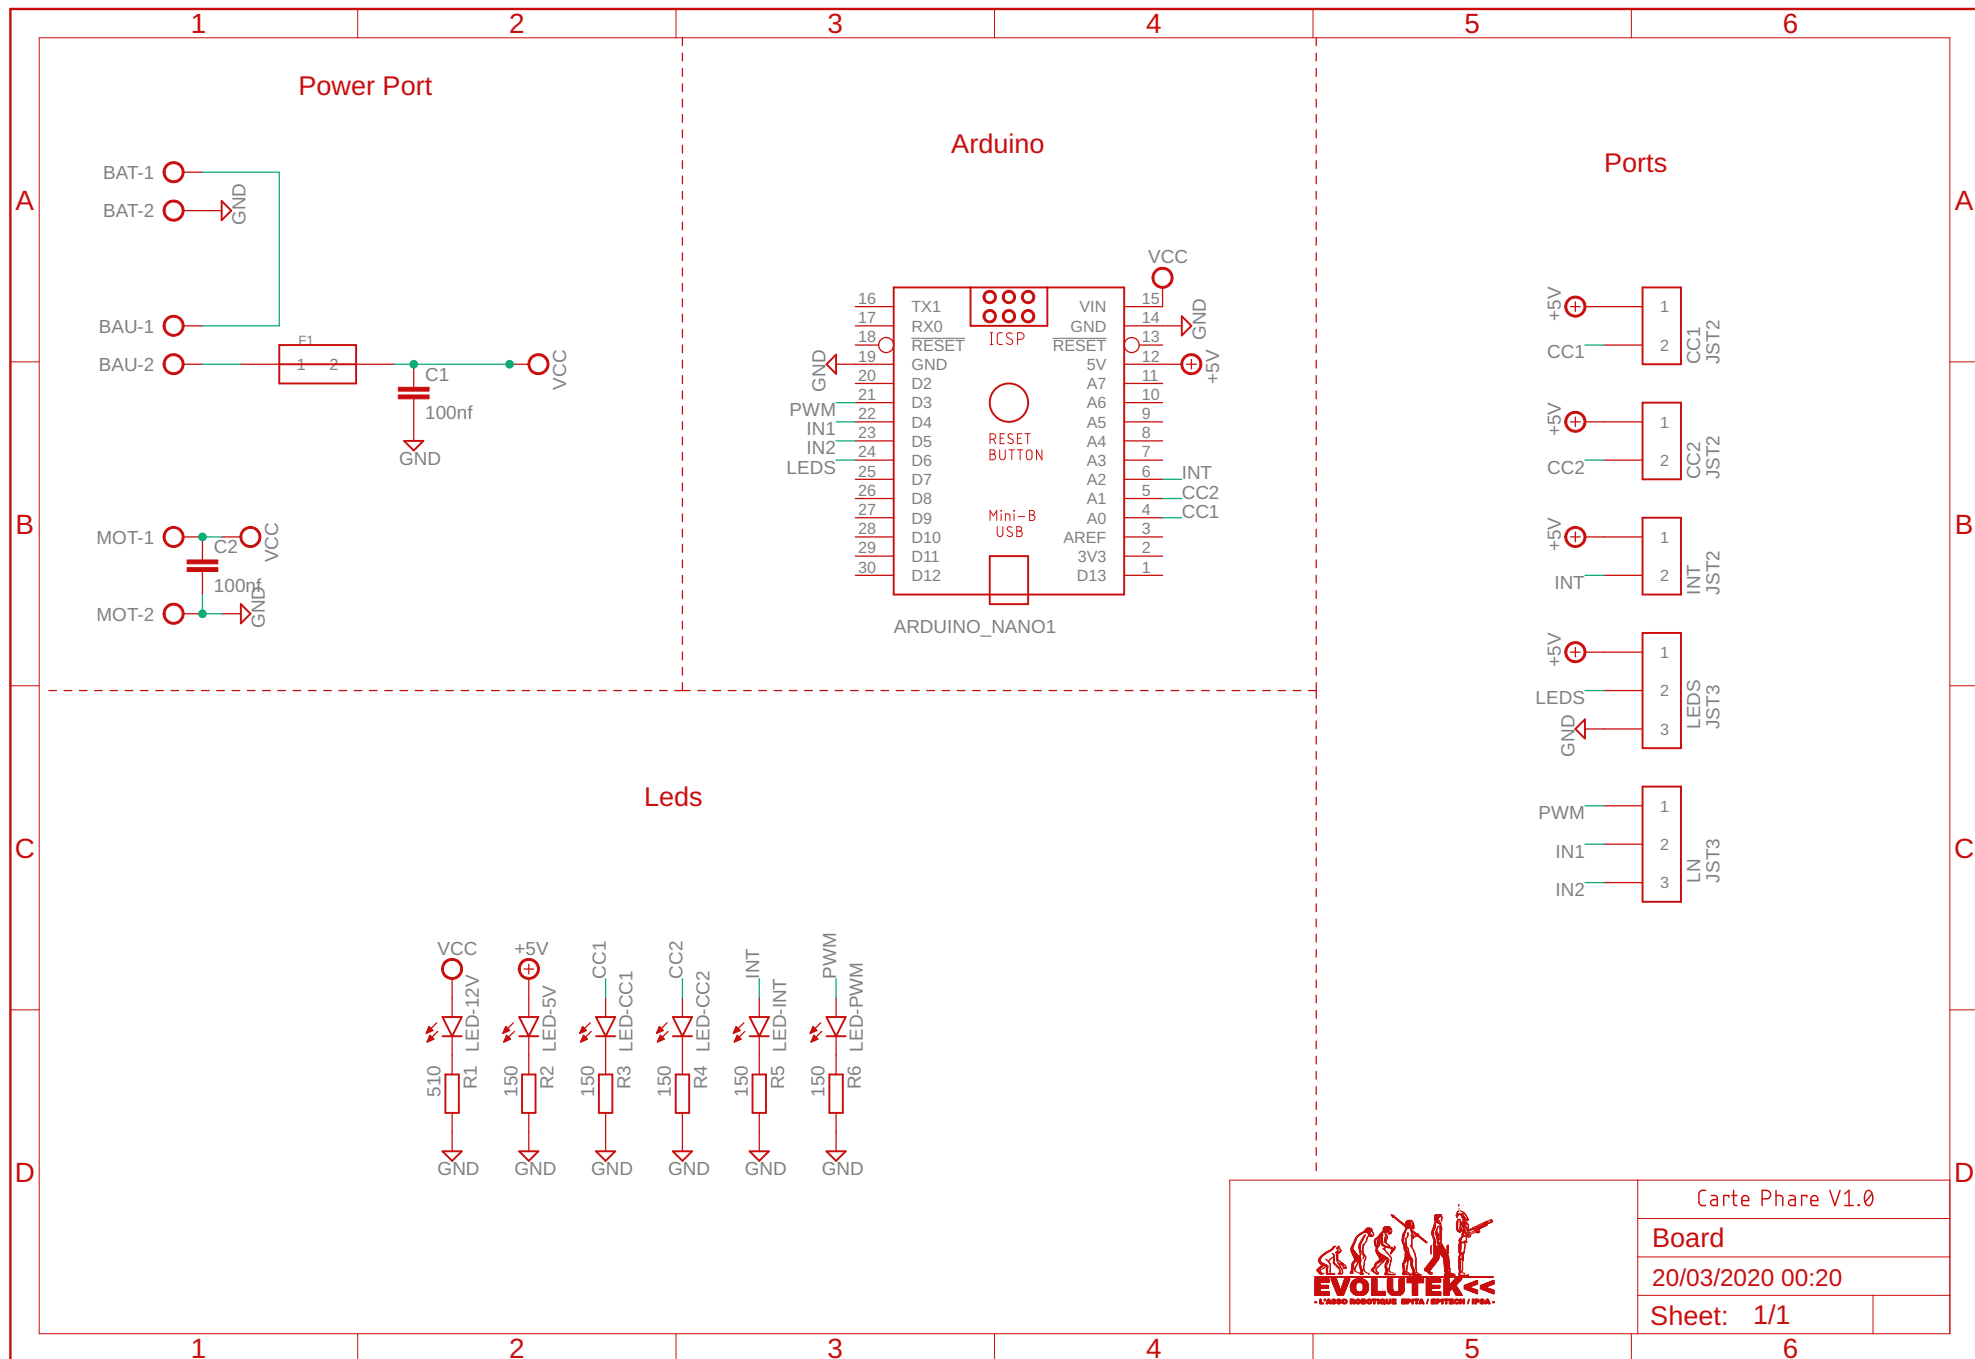 1 2 3 4 5 6
A
B
C
D
Power Port
BAT-1
BAT-2
GND
BAU-1
BAU-2
F1
1 2
C1
100nf
GND
VCC
MOT-1
C2
100nf
VCC
MOT-2
GND
Arduino
VCC
16 TX1
17 RX0
18 RESET
GND 19 GND
20 D2
PWM 21 D3
IN1 22 D4
IN2 23 D5
LEDS 24 D6
25 D7
26 D8
27 D9
28 D10
29 D11
30 D12
ICSP
RESET
BUTTON
Mini-B
USB
VIN 15
GND 14 GND
RESET 13
5V 12 +5V
A7 11
A6 10
A5 9
A4 8
A3 7
A2 6 INT
A1 5 CC2
A0 4 CC1
AREF 3
3V3 2
D13 1
ARDUINO_NANO1
Ports
+5V 1
CC1 2
CC1
JST2
+5V 1
CC2 2
CC2
JST2
+5V 1
INT 2
INT
JST2
+5V 1
LEDS 2
GND 3
LEDS
JST3
PWM 1
IN1 2
IN2 3
LN
JST3
Leds
VCC
LED-12V
510
R1
GND
+5V
LED-5V
150
R2
GND
CC1
LED-CC1
150
R3
GND
CC2
LED-CC2
150
R4
GND
INT
LED-INT
150
R5
GND
PWM
LED-PWM
150
R6
GND
EVOLUTEK<<
- L'ASSO ROBOTIQUE EPITA / EPITECH / IPSA -
Carte Phare V1.0
Board
20/03/2020 00:20
Sheet: 1/1
A
B
C
D
1 2 3 4 5 6